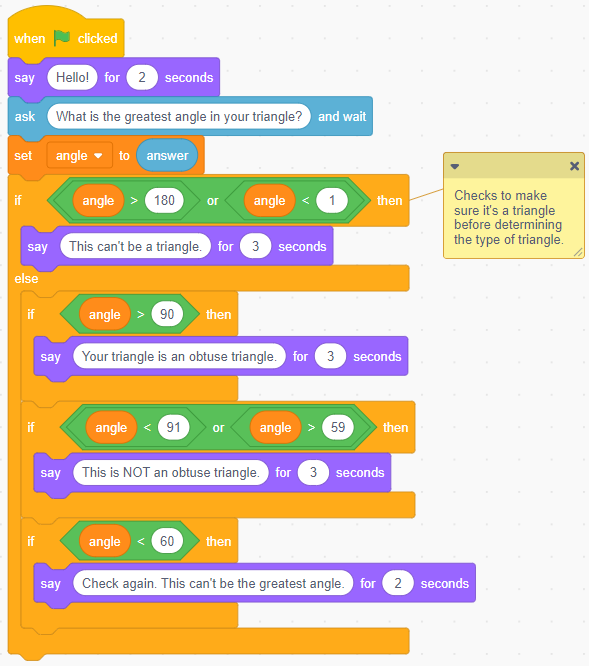 when clicked
say Hello! for 2 seconds
ask What is the greatest angle in your triangle? and wait
set angle to answer
if angle > 180 or angle < 1 then
Checks to make
sure it's a triangle
before determining
the type of triangle.
say This can't be a triangle. for 3 seconds
else
if angle > 90 then
say Your triangle is an obtuse triangle. for 3 seconds
if angle < 91 or angle > 59 then
say This is NOT an obtuse triangle. for 3 seconds
if angle < 60 then
say Check again. This can't be the greatest angle. for 2 seconds